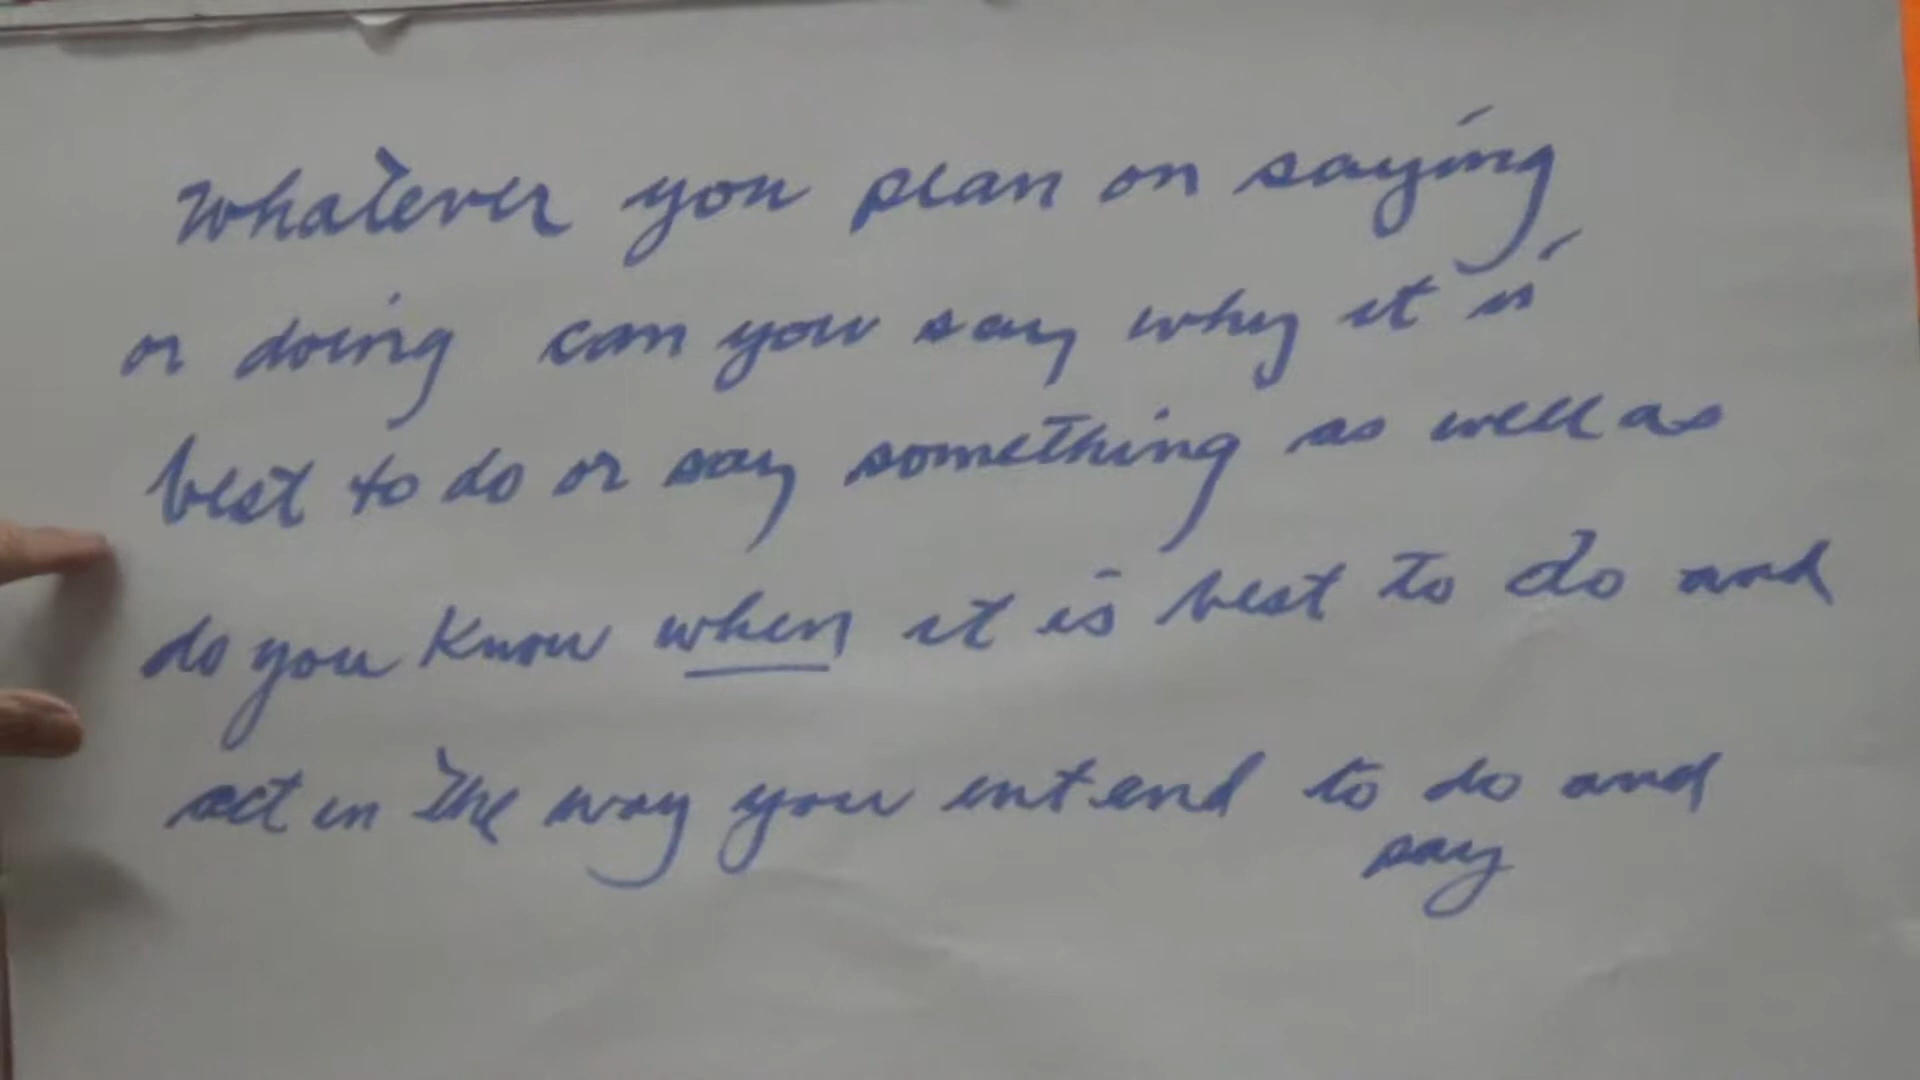 Whatever you plan on saying
or doing can you say why it is
best to do or say something as well as
do you know when it is best to do and
act in the way you intend to do and
say